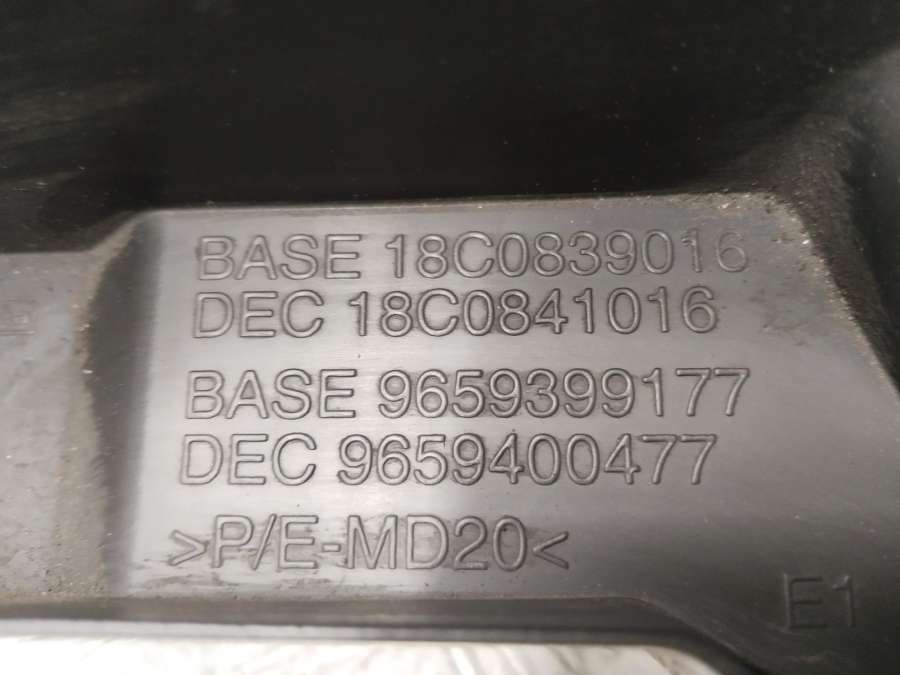 BASE 18C0839016
DEC 18C0841016
BASE 9659399177
DEC 9659400477
>P/E-MD20<
E1